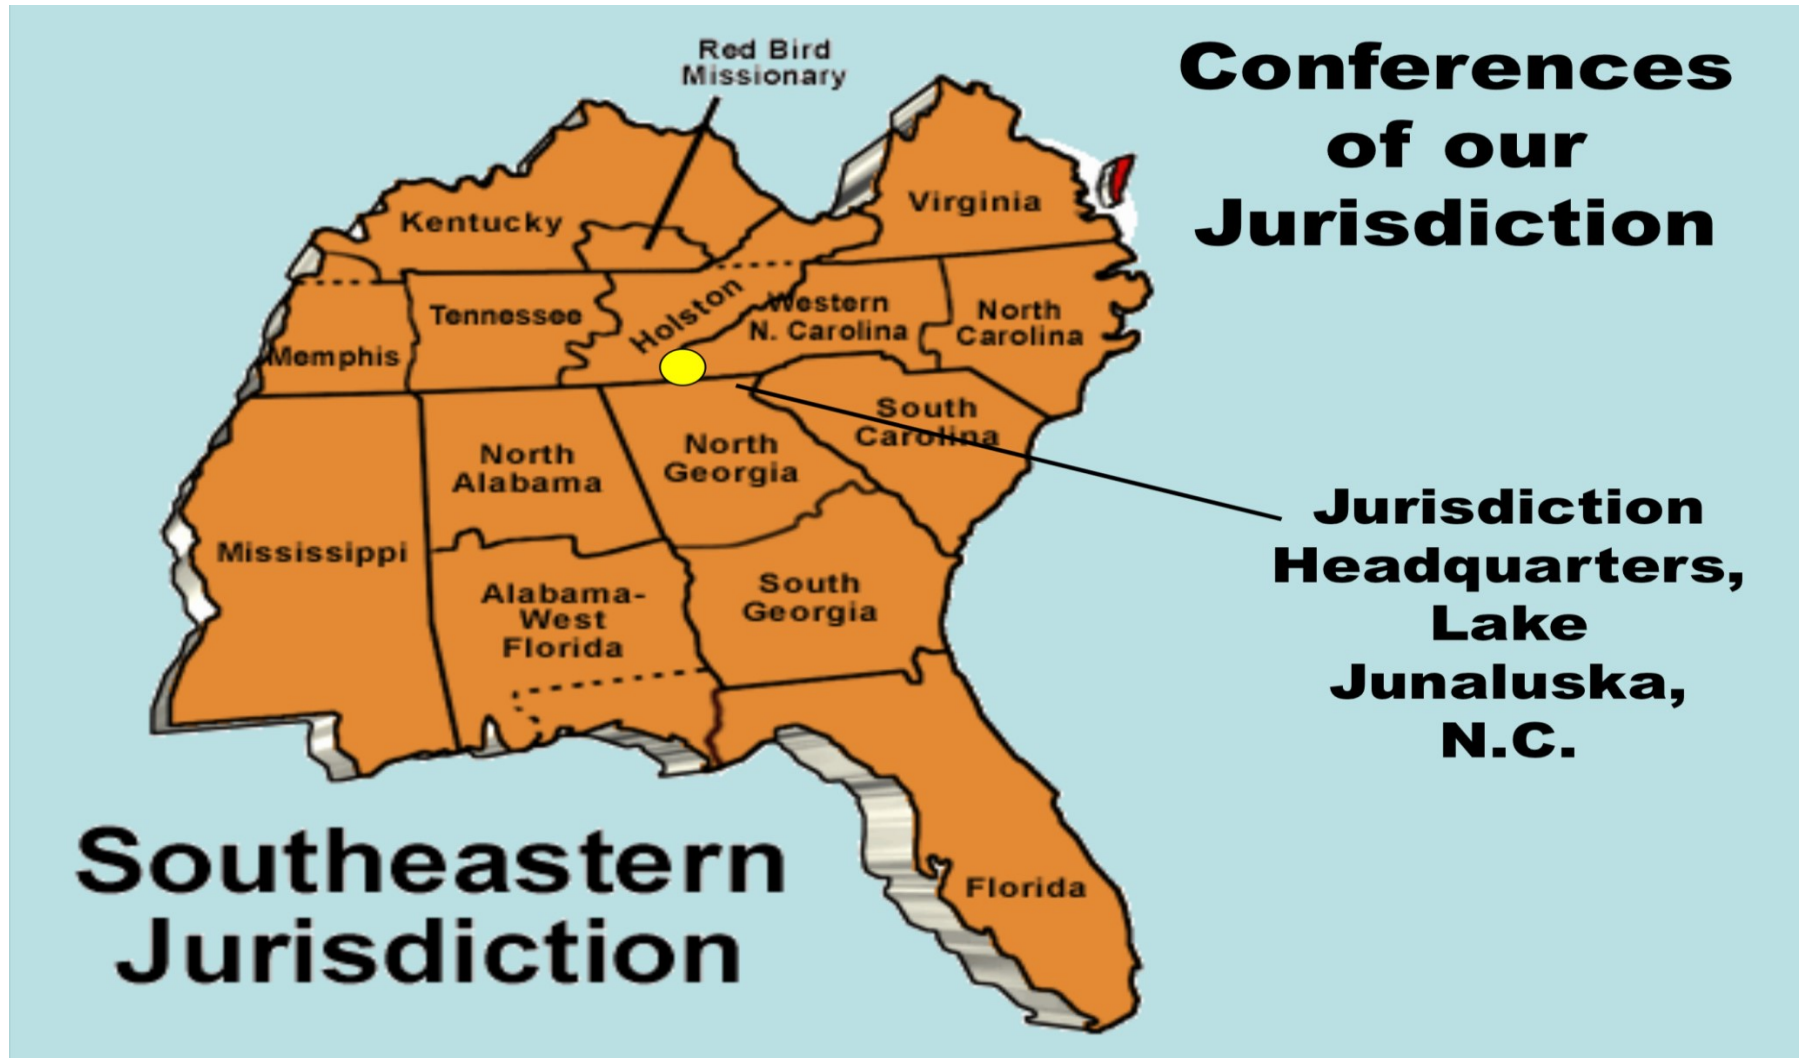 Red Bird
Missionary
Conferences
of our
Jurisdiction
Kentucky
Virginia
Tennessee
Holston
Western
N. Carolina
North
Carolina
Memphis
South
Carolina
North
Alabama
North
Georgia
Mississippi
Alabama-
West
Florida
South
Georgia
Jurisdiction
Headquarters,
Lake
Junaluska,
N.C.
Florida
Southeastern
Jurisdiction